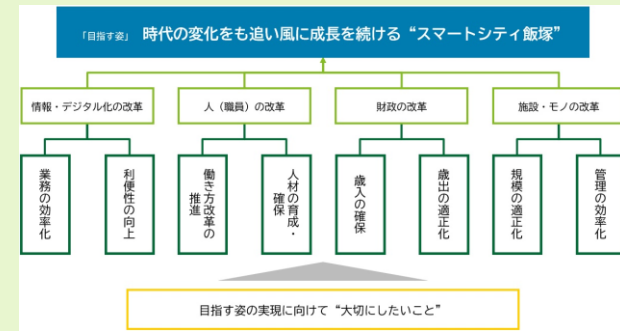 「目指す姿」 時代の変化をも追い風に成長を続ける“スマートシティ飯塚”
情報・デジタル化の改革
人（職員）の改革
財政の改革
施設・モノの改革
業務の効率化
利便性の向上
働き方改革の
推進
人材の育成・
確保
歳入の確保
歳出の適正化
規模の適正化
管理の効率化
目指す姿の実現に向けて“大切にしたいこと”